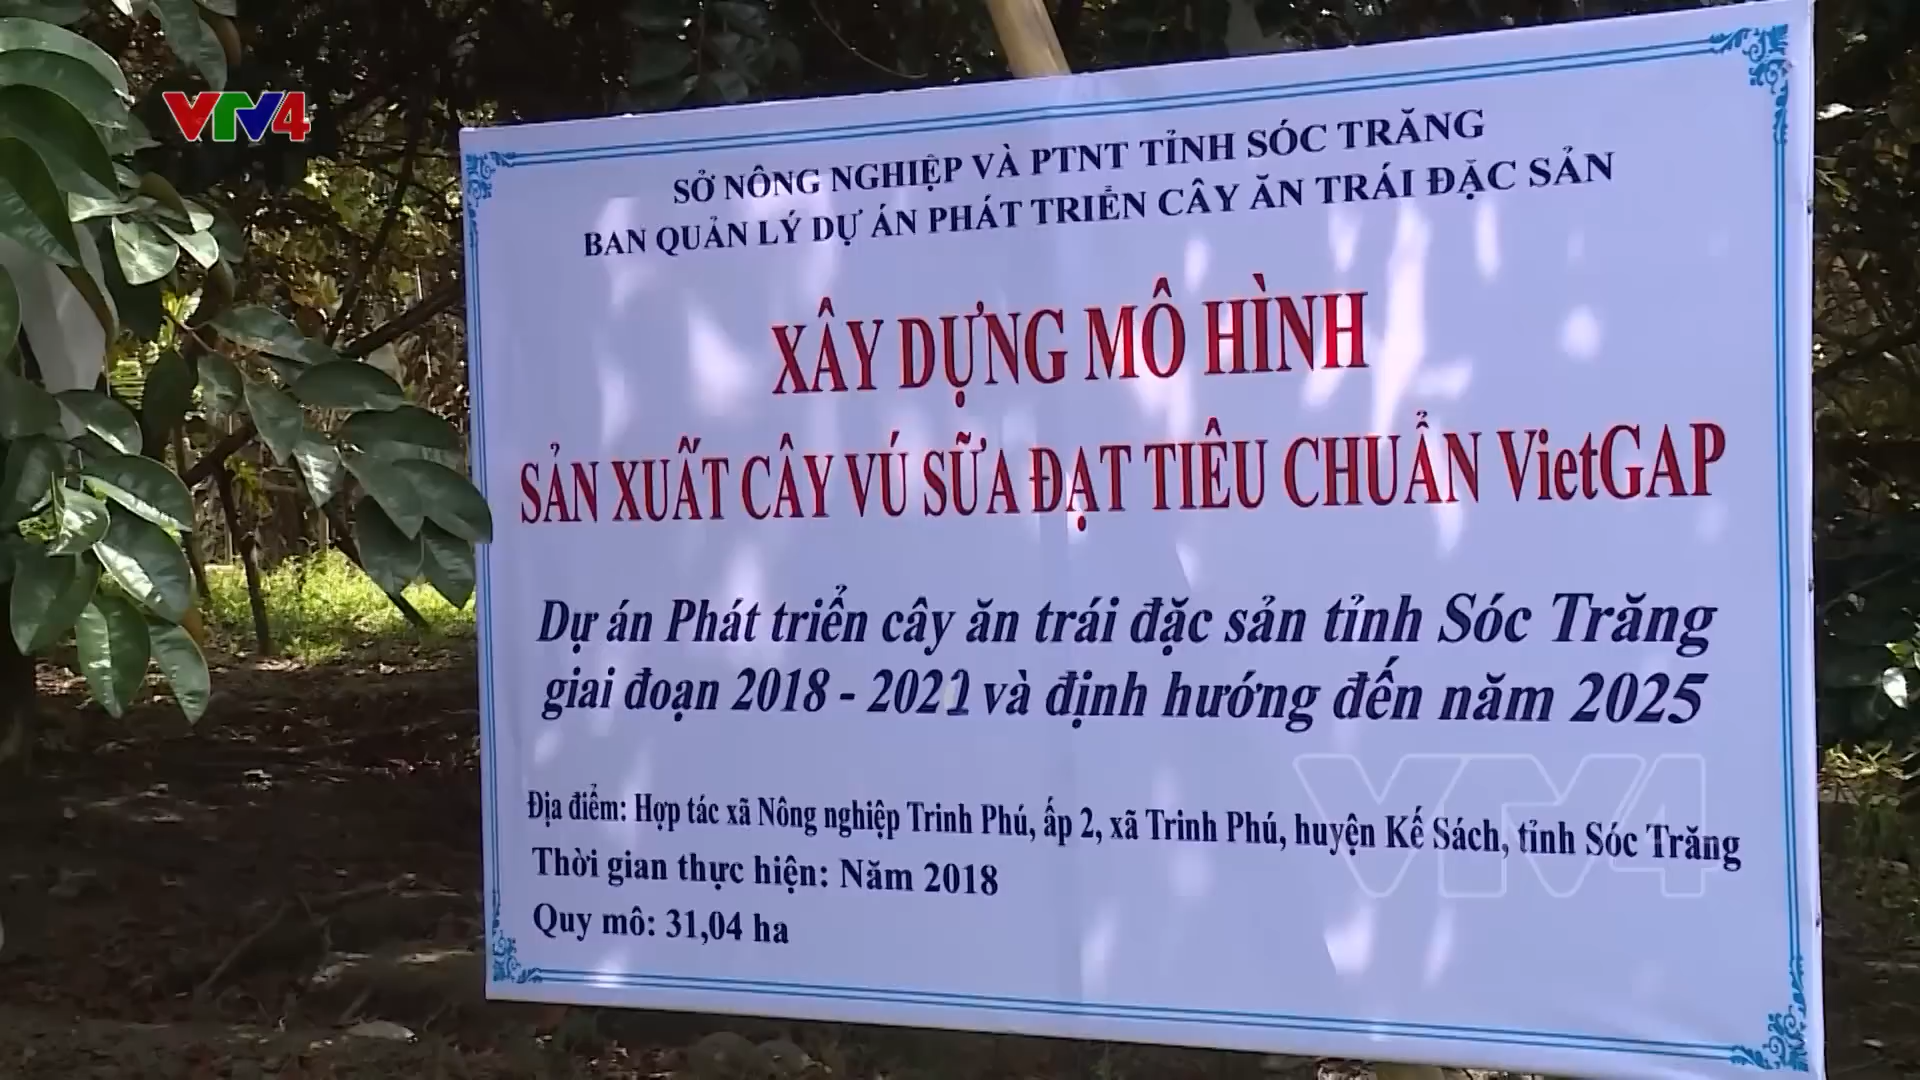 VTV4
SỞ NÔNG NGHIỆP VÀ PTNT TỈNH SÓC TRĂNG
BAN QUẢN LÝ DỰ ÁN PHÁT TRIỂN CÂY ĂN TRÁI ĐẶC SẢN
XÂY DỰNG MÔ HÌNH
SẢN XUẤT CÂY VÚ SỮA ĐẠT TIÊU CHUẨN VietGAP
Dự án Phát triển cây ăn trái đặc sản tỉnh Sóc Trăng
giai đoạn 2018 - 2021 và định hướng đến năm 2025
Địa điểm: Hợp tác xã Nông nghiệp Trinh Phú, ấp 2, xã Trinh Phú, huyện Kế Sách, tỉnh Sóc Trăng
Thời gian thực hiện: Năm 2018
Quy mô: 31,04 ha
VTV4